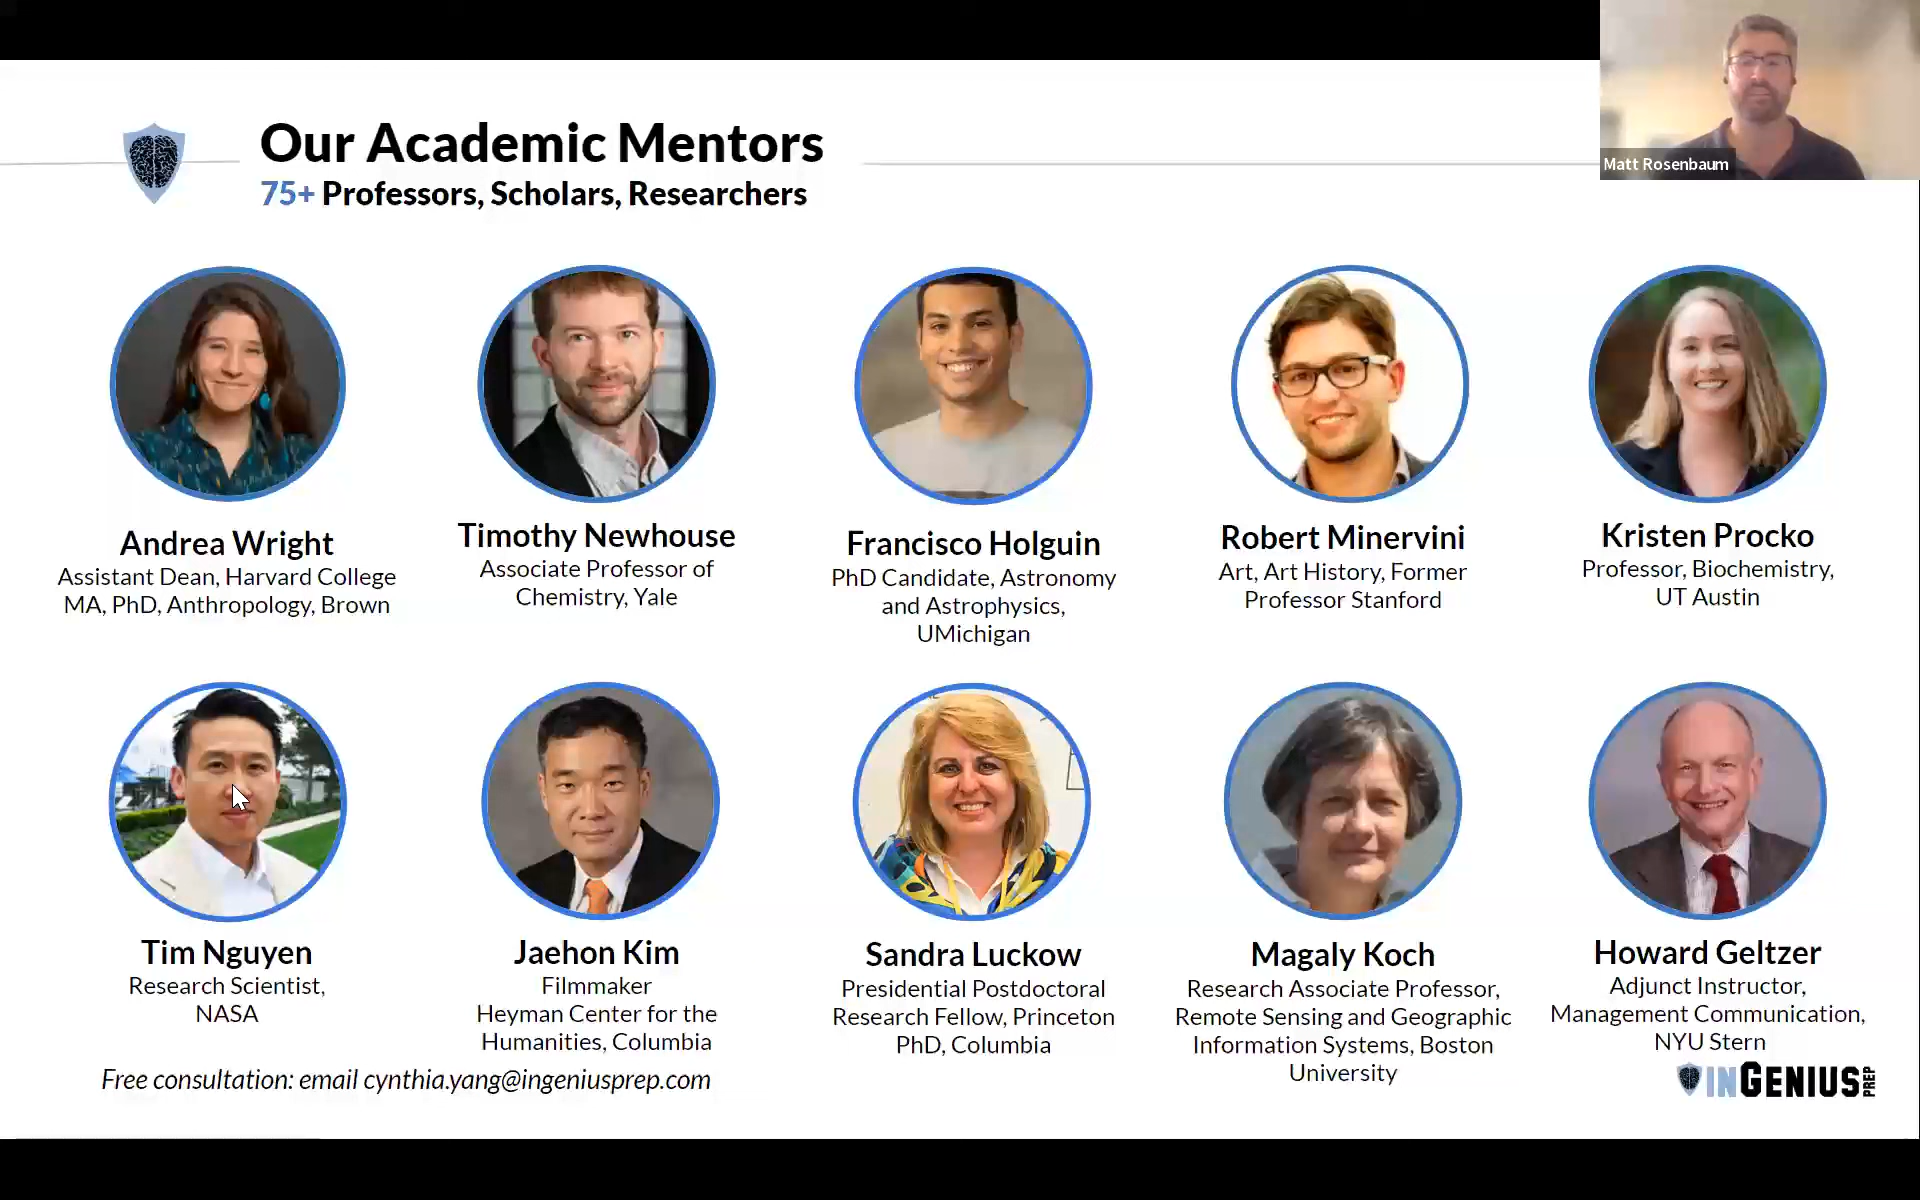 Matt Rosenbaum
Our Academic Mentors
75+ Professors, Scholars, Researchers
Andrea Wright
Assistant Dean, Harvard College
MA, PhD, Anthropology, Brown
Timothy Newhouse
Associate Professor of
Chemistry, Yale
Francisco Holguin
PhD Candidate, Astronomy
and Astrophysics,
UMichigan
Robert Minervini
Art, Art History, Former
Professor Stanford
Kristen Procko
Professor, Biochemistry,
UT Austin
Tim Nguyen
Research Scientist,
NASA
Jaehon Kim
Filmmaker
Heyman Center for the
Humanities, Columbia
Sandra Luckow
Presidential Postdoctoral
Research Fellow, Princeton
PhD, Columbia
Magaly Koch
Research Associate Professor,
Remote Sensing and Geographic
Information Systems, Boston
University
Howard Geltzer
Adjunct Instructor,
Management Communication,
NYU Stern
Free consultation: email cynthia.yang@ingeniusprep.com
INGENIUS PREP